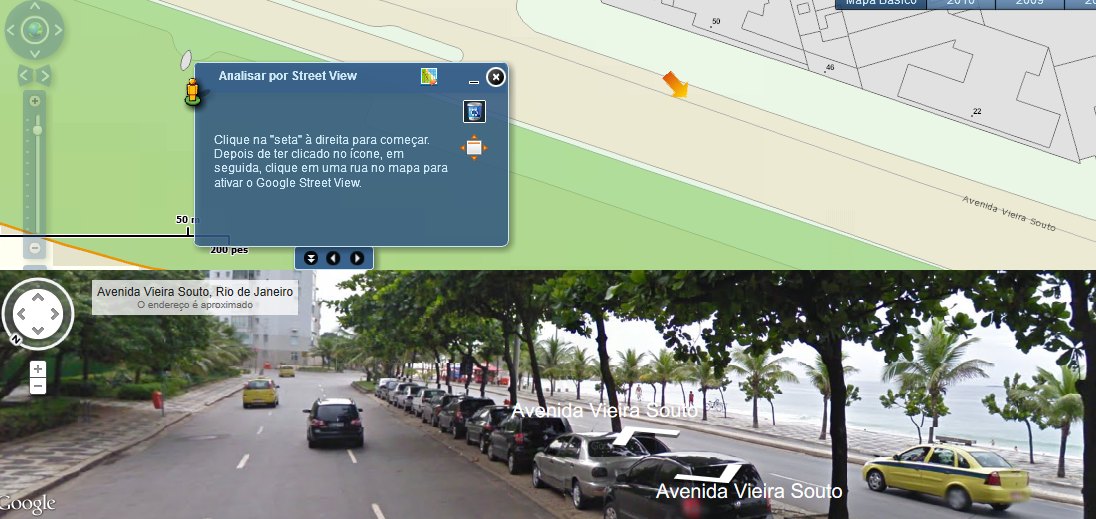 Mapa Básico
2010
2009
50
46
22
Analisar por Street View
Clique na "seta" à direita para começar.
Depois de ter clicado no ícone, em
seguida, clique em uma rua no mapa para
ativar o Google Street View.
Avenida Vieira Souto
50 m
200 pés
Avenida Vieira Souto, Rio de Janeiro
O endereço é aproximado
N
Avenida Vieira Souto
Avenida Vieira Souto
Google